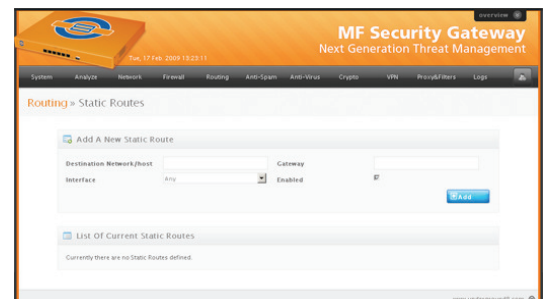 overview
MF Security Gateway
Next Generation Threat Management
Tue, 17 Feb 2009 13:23:11
System Analyze Network Firewall Routing Anti-Spam Anti-Virus Crypto VPN Proxy&Filters Logs
Routing » Static Routes
Add A New Static Route
Destination Network/host Gateway
Interface Any Enabled
Add
List Of Current Static Routes
Currently there are no Static Routes defined.